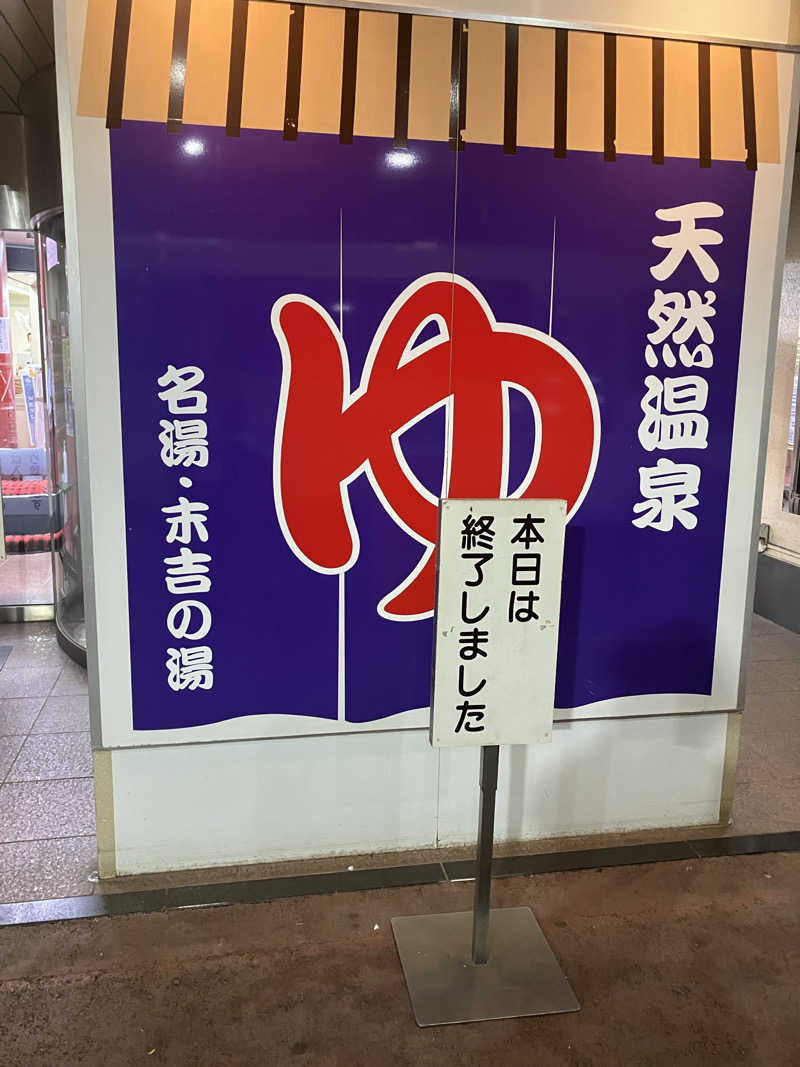 天然温泉
ゆ
名湯・末吉の湯
本日は
終了しました